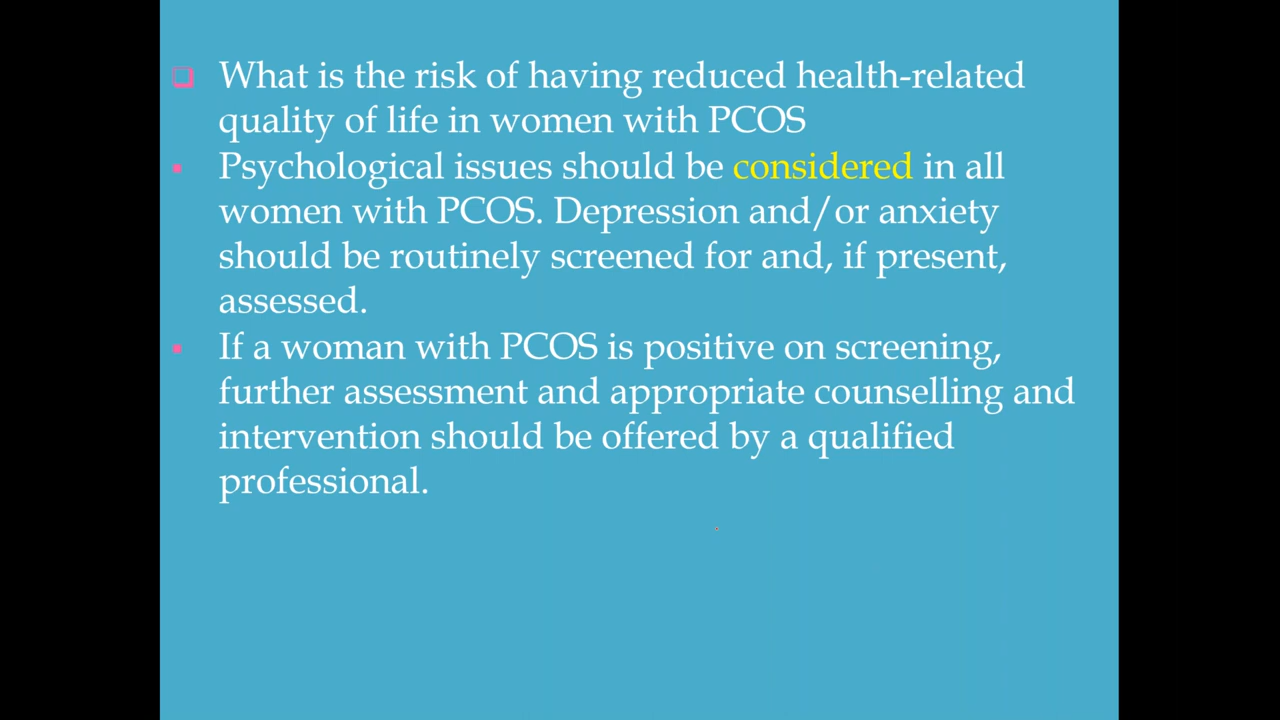 What is the risk of having reduced health-related
quality of life in women with PCOS
Psychological issues should be considered in all
women with PCOS. Depression and/or anxiety
should be routinely screened for and, if present,
assessed.
If a woman with PCOS is positive on screening,
further assessment and appropriate counselling and
intervention should be offered by a qualified
professional.